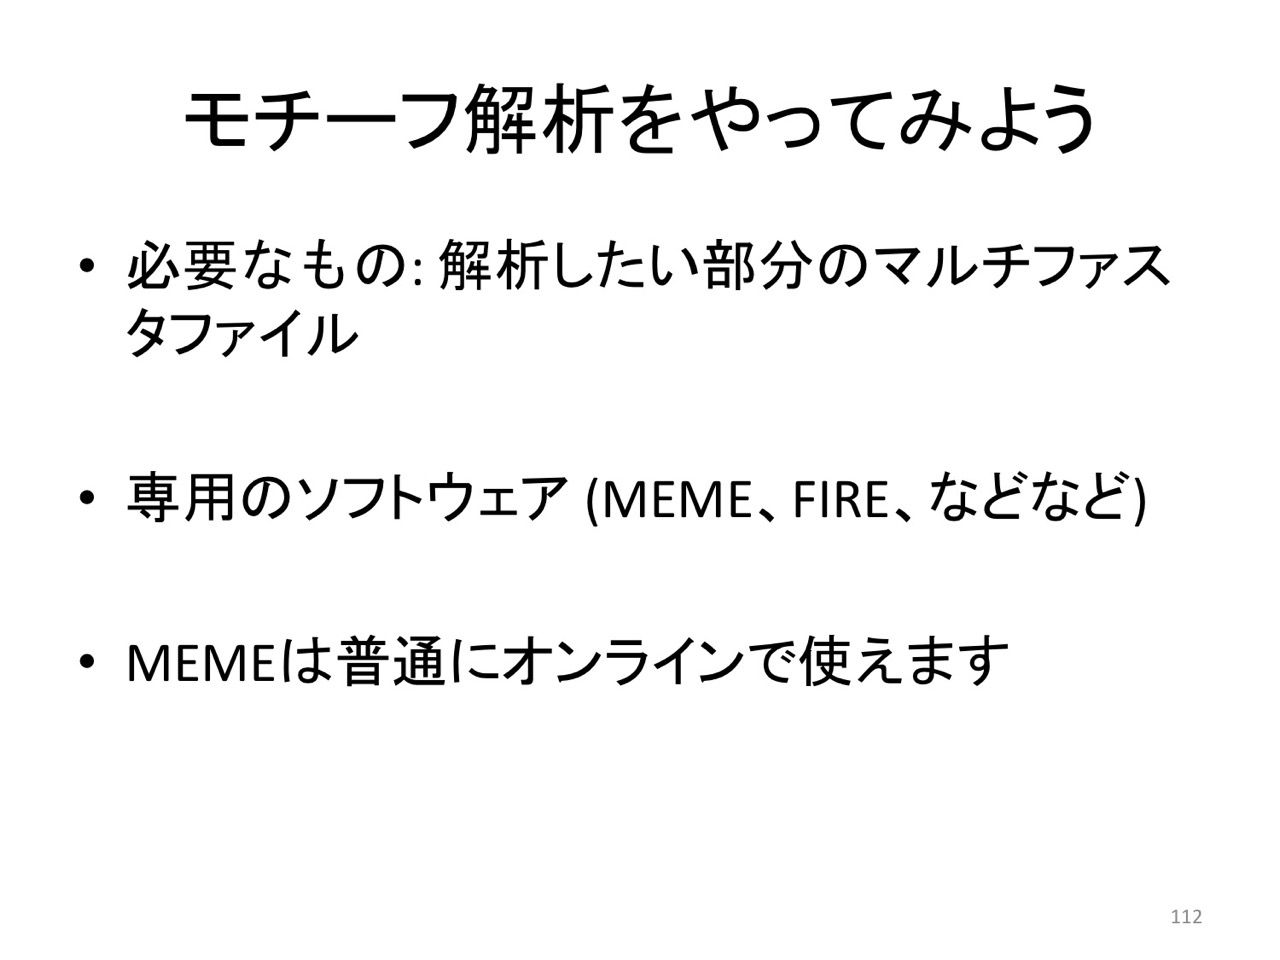 モチーフ解析をやってみよう
• 必要なもの: 解析したい部分のマルチファス
タファイル
• 専用のソフトウェア (MEME、FIRE、などなど)
• MEMEは普通にオンラインで使えます
112